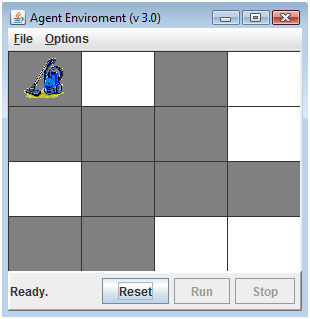 Agent Enviroment (v 3.0)
File Options
Ready. Reset Run Stop